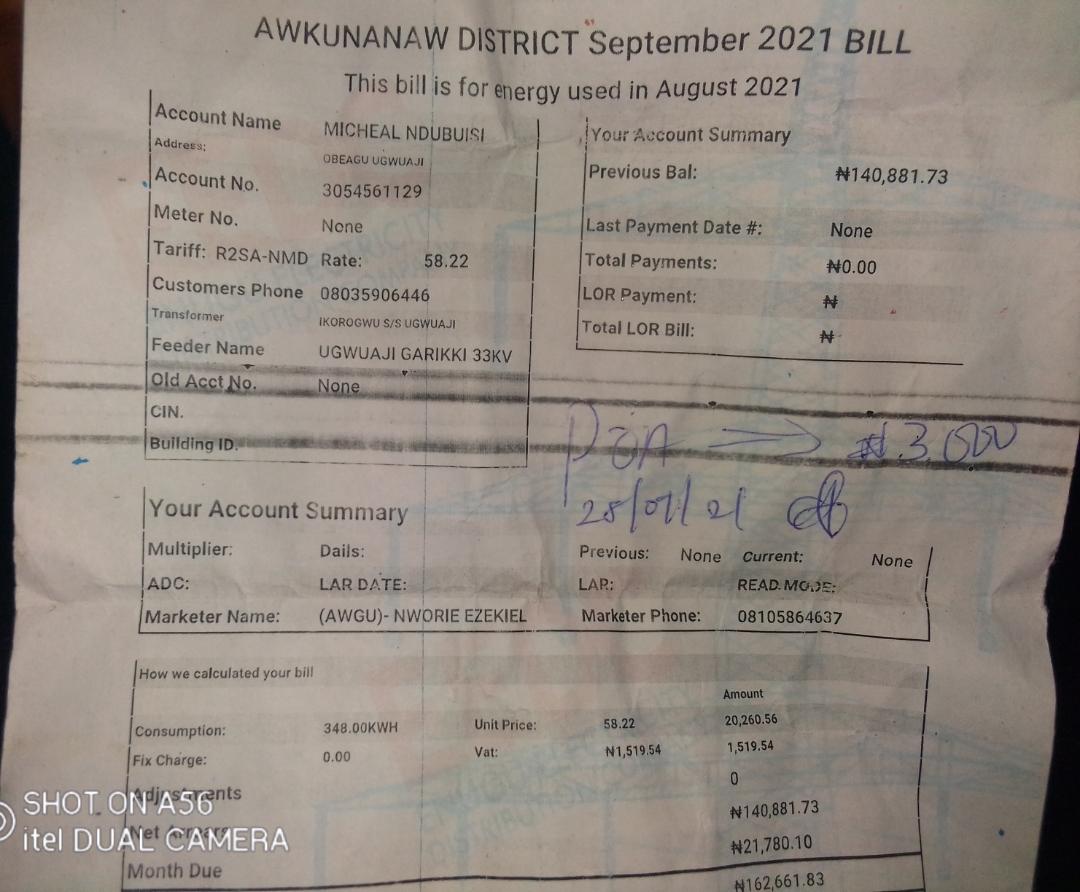 AWKUNANAW DISTRICT September 2021 BILL
This bill is for energy used in August 2021
Account Name MICHEAL NDUBUISI
Address: OBEAGU UGWUAJI
Account No. 3054561129
Meter No. None
Tariff: R2SA-NMD Rate: 58.22
Customers Phone 08035906446
Transformer IKOROGWU S/S UGWUAJI
Feeder Name UGWUAJI GARIKKI 33KV
Old Acct No. None
CIN.
Building ID.
Your Account Summary
Previous Bal: ₦140,881.73
Last Payment Date #: None
Total Payments: ₦0.00
LOR Payment: ₦
Total LOR Bill: ₦
₦3,000
Your Account Summary
Multiplier: Dails: Previous: None Current: None
ADC: LAR DATE: LAR: READ.MODE:
Marketer Name: (AWGU)- NWORIE EZEKIEL Marketer Phone: 08105864637
How we calculated your bill
Amount
Consumption: 348.00KWH Unit Price: 58.22 20,260.56
Fix Charge: 0.00 Vat: ₦1,519.54 1,519.54
Adjustments 0
Net Arrears ₦140,881.73
₦21,780.10
Month Due
₦162,661.83
SHOT ON A56
itel DUAL CAMERA